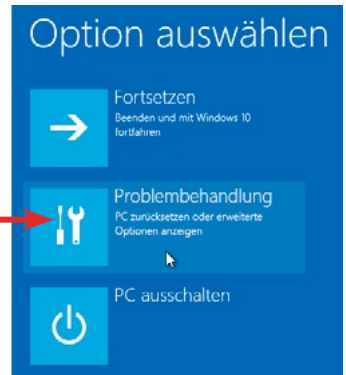 Option auswählen
Fortsetzen
Beenden und mit Windows 10
fortfahren
Problembehandlung
PC zurücksetzen oder erweiterte
Optionen anzeigen
PC ausschalten